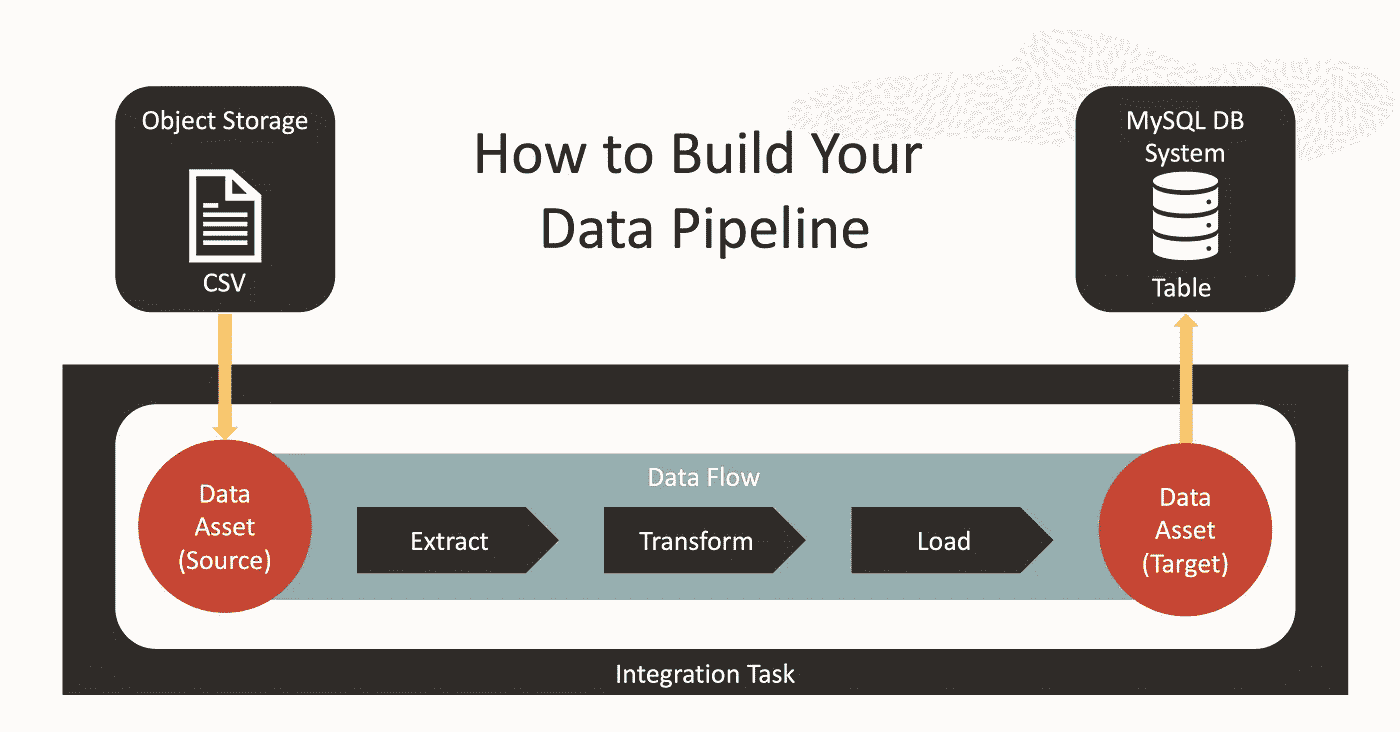 Object Storage
CSV
How to Build Your
Data Pipeline
MySQL DB
System
Table
Data
Asset
(Source)
Data Flow
Extract
Transform
Load
Data
Asset
(Target)
Integration Task